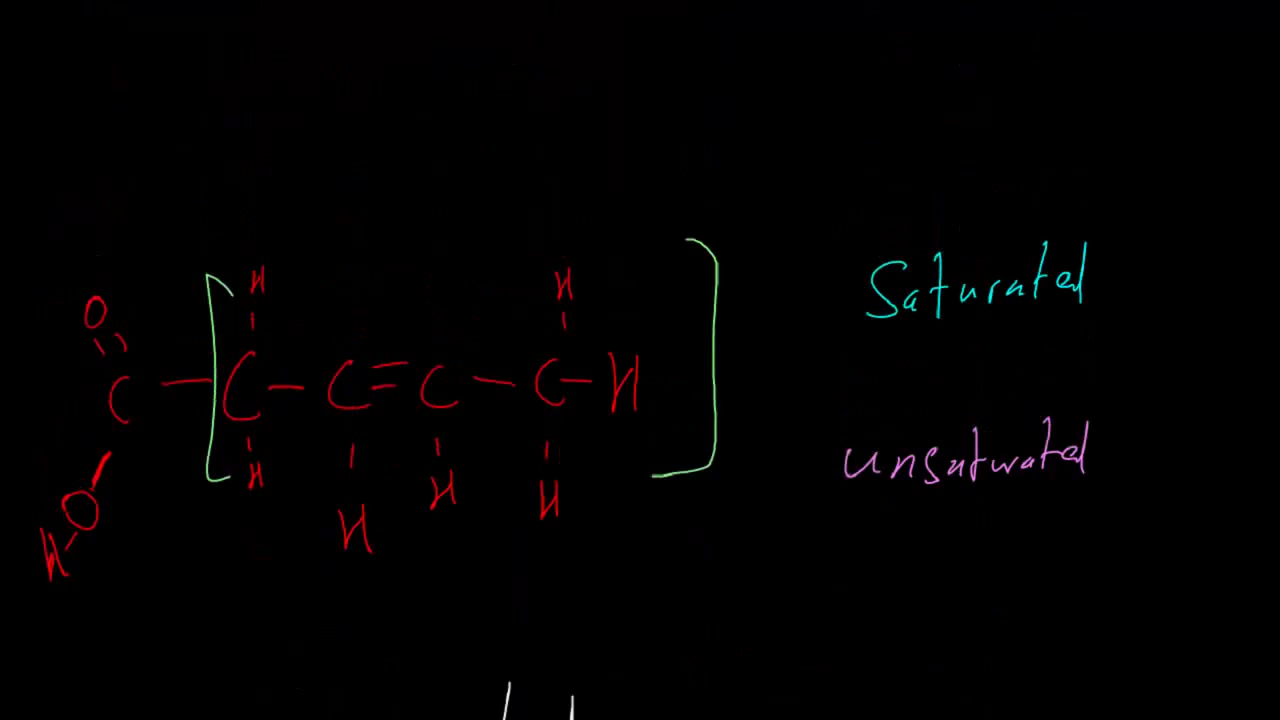 H H
O
C - C - C = C - C - H
H H H H
O
H
Saturated
unsaturated